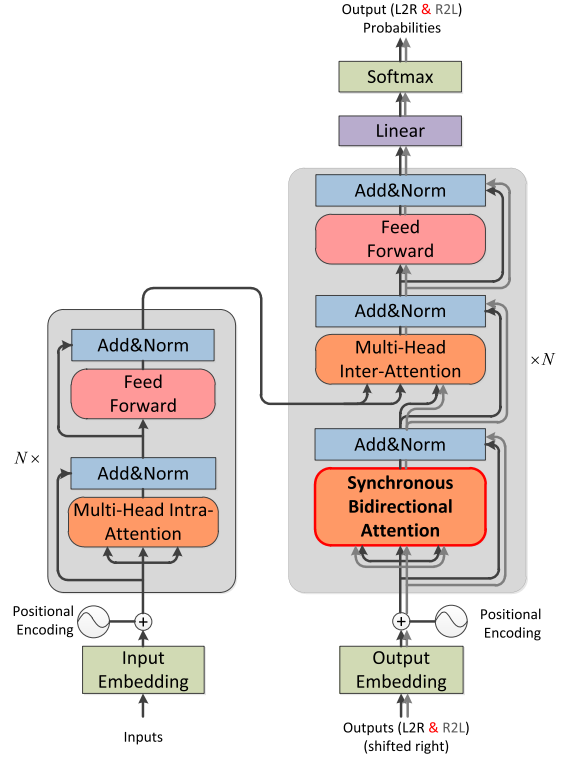 Output (L2R & R2L)
Probabilities
Softmax
Linear
Add&Norm
Feed
Forward
Add&Norm
Multi-Head
Inter-Attention
×N
Add&Norm
Synchronous
Bidirectional
Attention
Positional
Encoding
Output
Embedding
Outputs (L2R & R2L)
(shifted right)
Add&Norm
Feed
Forward
N×
Add&Norm
Multi-Head Intra-
Attention
Positional
Encoding
Input
Embedding
Inputs